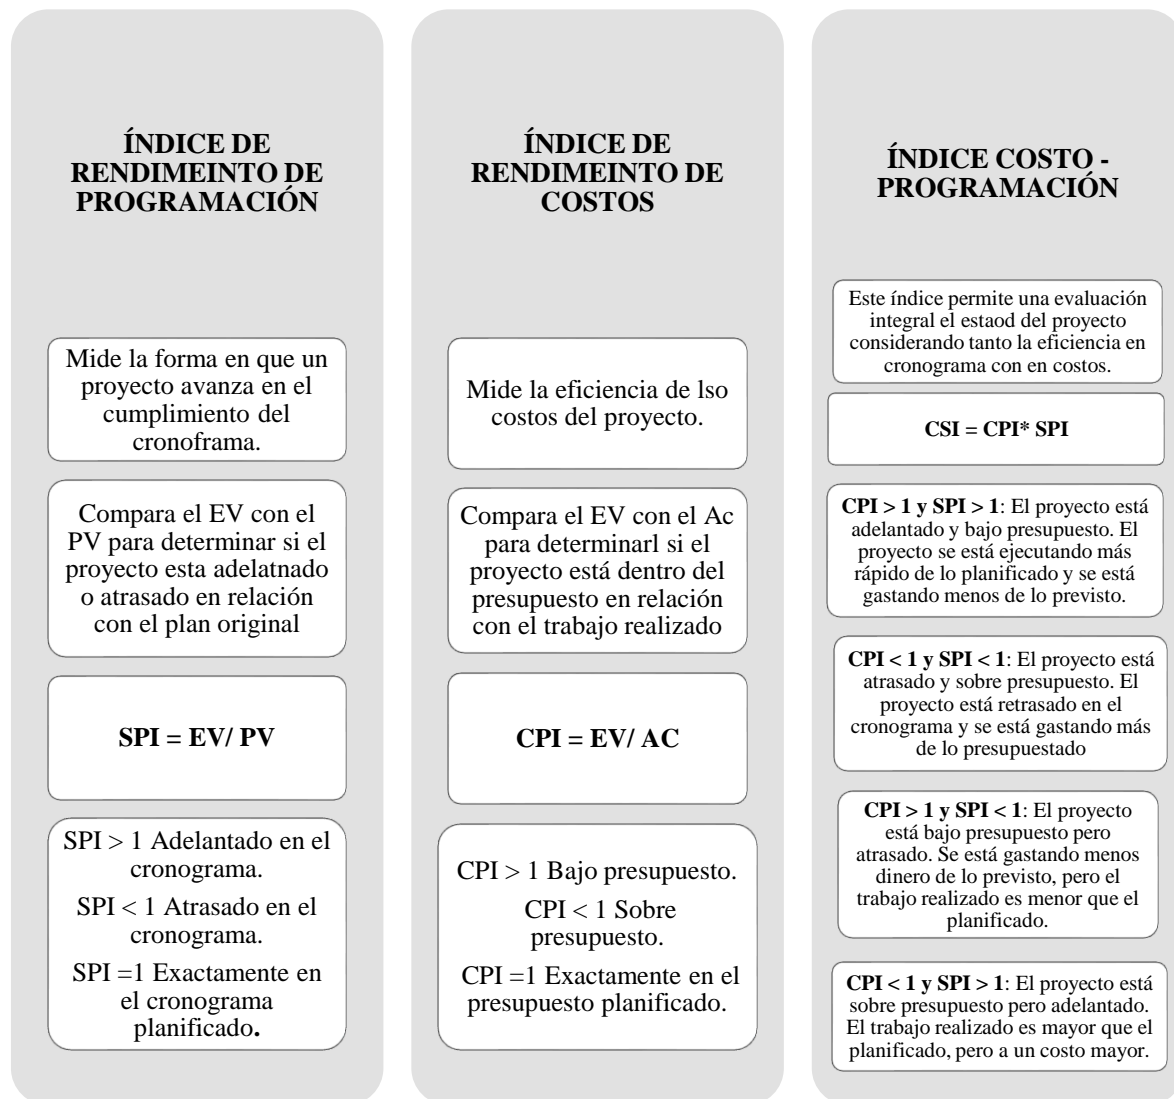 ÍNDICE DE
RENDIMEINTO DE
PROGRAMACIÓN
Mide la forma en que un
proyecto avanza en el
cumplimiento del
cronoframa.
Compara el EV con el
PV para determinar si el
proyecto esta adelatnado
o atrasado en relación
con el plan original
SPI = EV/ PV
SPI > 1 Adelantado en el
cronograma.
SPI < 1 Atrasado en el
cronograma.
SPI =1 Exactamente en
el cronograma
planificado.
ÍNDICE DE
RENDIMEINTO DE
COSTOS
Mide la eficiencia de lso
costos del proyecto.
Compara el EV con el Ac
para determinarl si el
proyecto está dentro del
presupuesto en relación
con el trabajo realizado
CPI = EV/ AC
CPI > 1 Bajo presupuesto.
CPI < 1 Sobre
presupuesto.
CPI =1 Exactamente en el
presupuesto planificado.
ÍNDICE COSTO -
PROGRAMACIÓN
Este índice permite una evaluación
integral el estaod del proyecto
considerando tanto la eficiencia en
cronograma con en costos.
CSI = CPI* SPI
CPI > 1 y SPI > 1: El proyecto está
adelantado y bajo presupuesto. El
proyecto se está ejecutando más
rápido de lo planificado y se está
gastando menos de lo previsto.
CPI < 1 y SPI < 1: El proyecto está
atrasado y sobre presupuesto. El
proyecto está retrasado en el
cronograma y se está gastando más
de lo presupuestado
CPI > 1 y SPI < 1: El proyecto
está bajo presupuesto pero
atrasado. Se está gastando menos
dinero de lo previsto, pero el
trabajo realizado es menor que el
planificado.
CPI < 1 y SPI > 1: El proyecto está
sobre presupuesto pero adelantado.
El trabajo realizado es mayor que el
planificado, pero a un costo mayor.